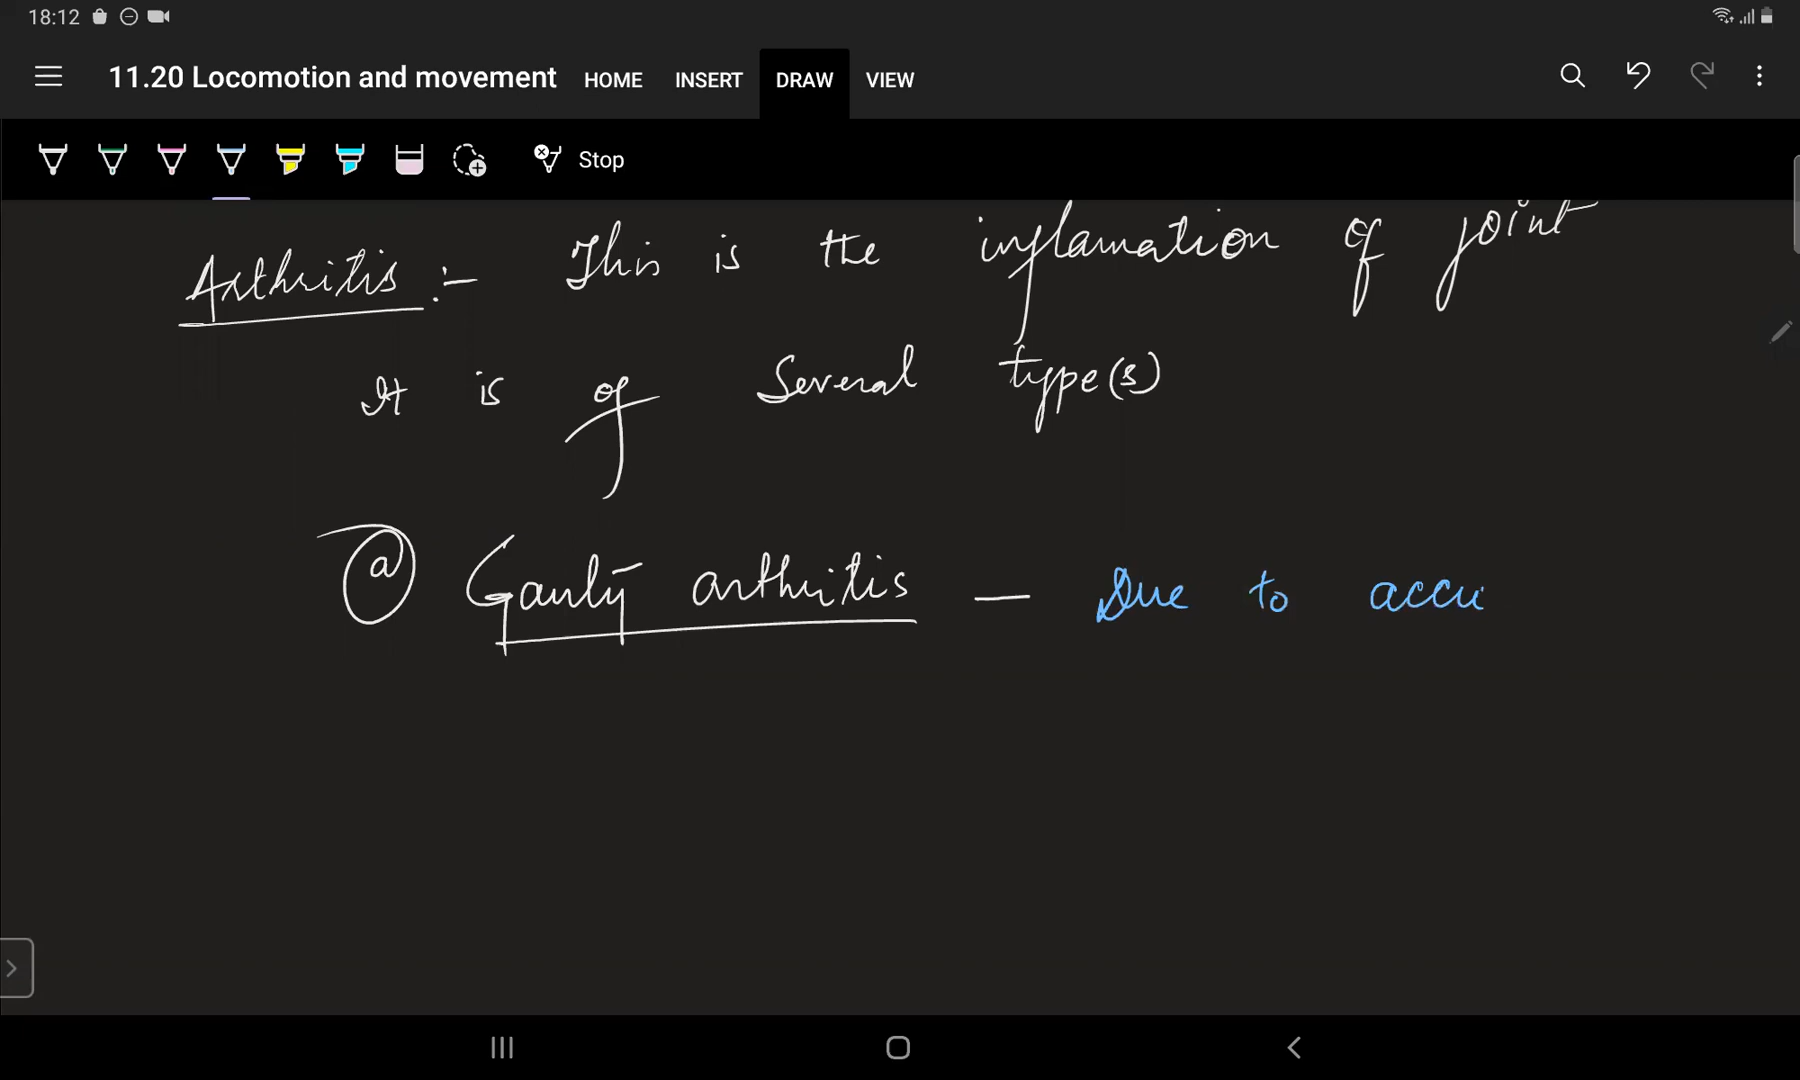 18:12
11.20 Locomotion and movement HOME INSERT DRAW VIEW
Stop
Arthritis :- This is the inflamation of joint
It is of Several type(s)
(a) Gauty arthritis — Due to accu